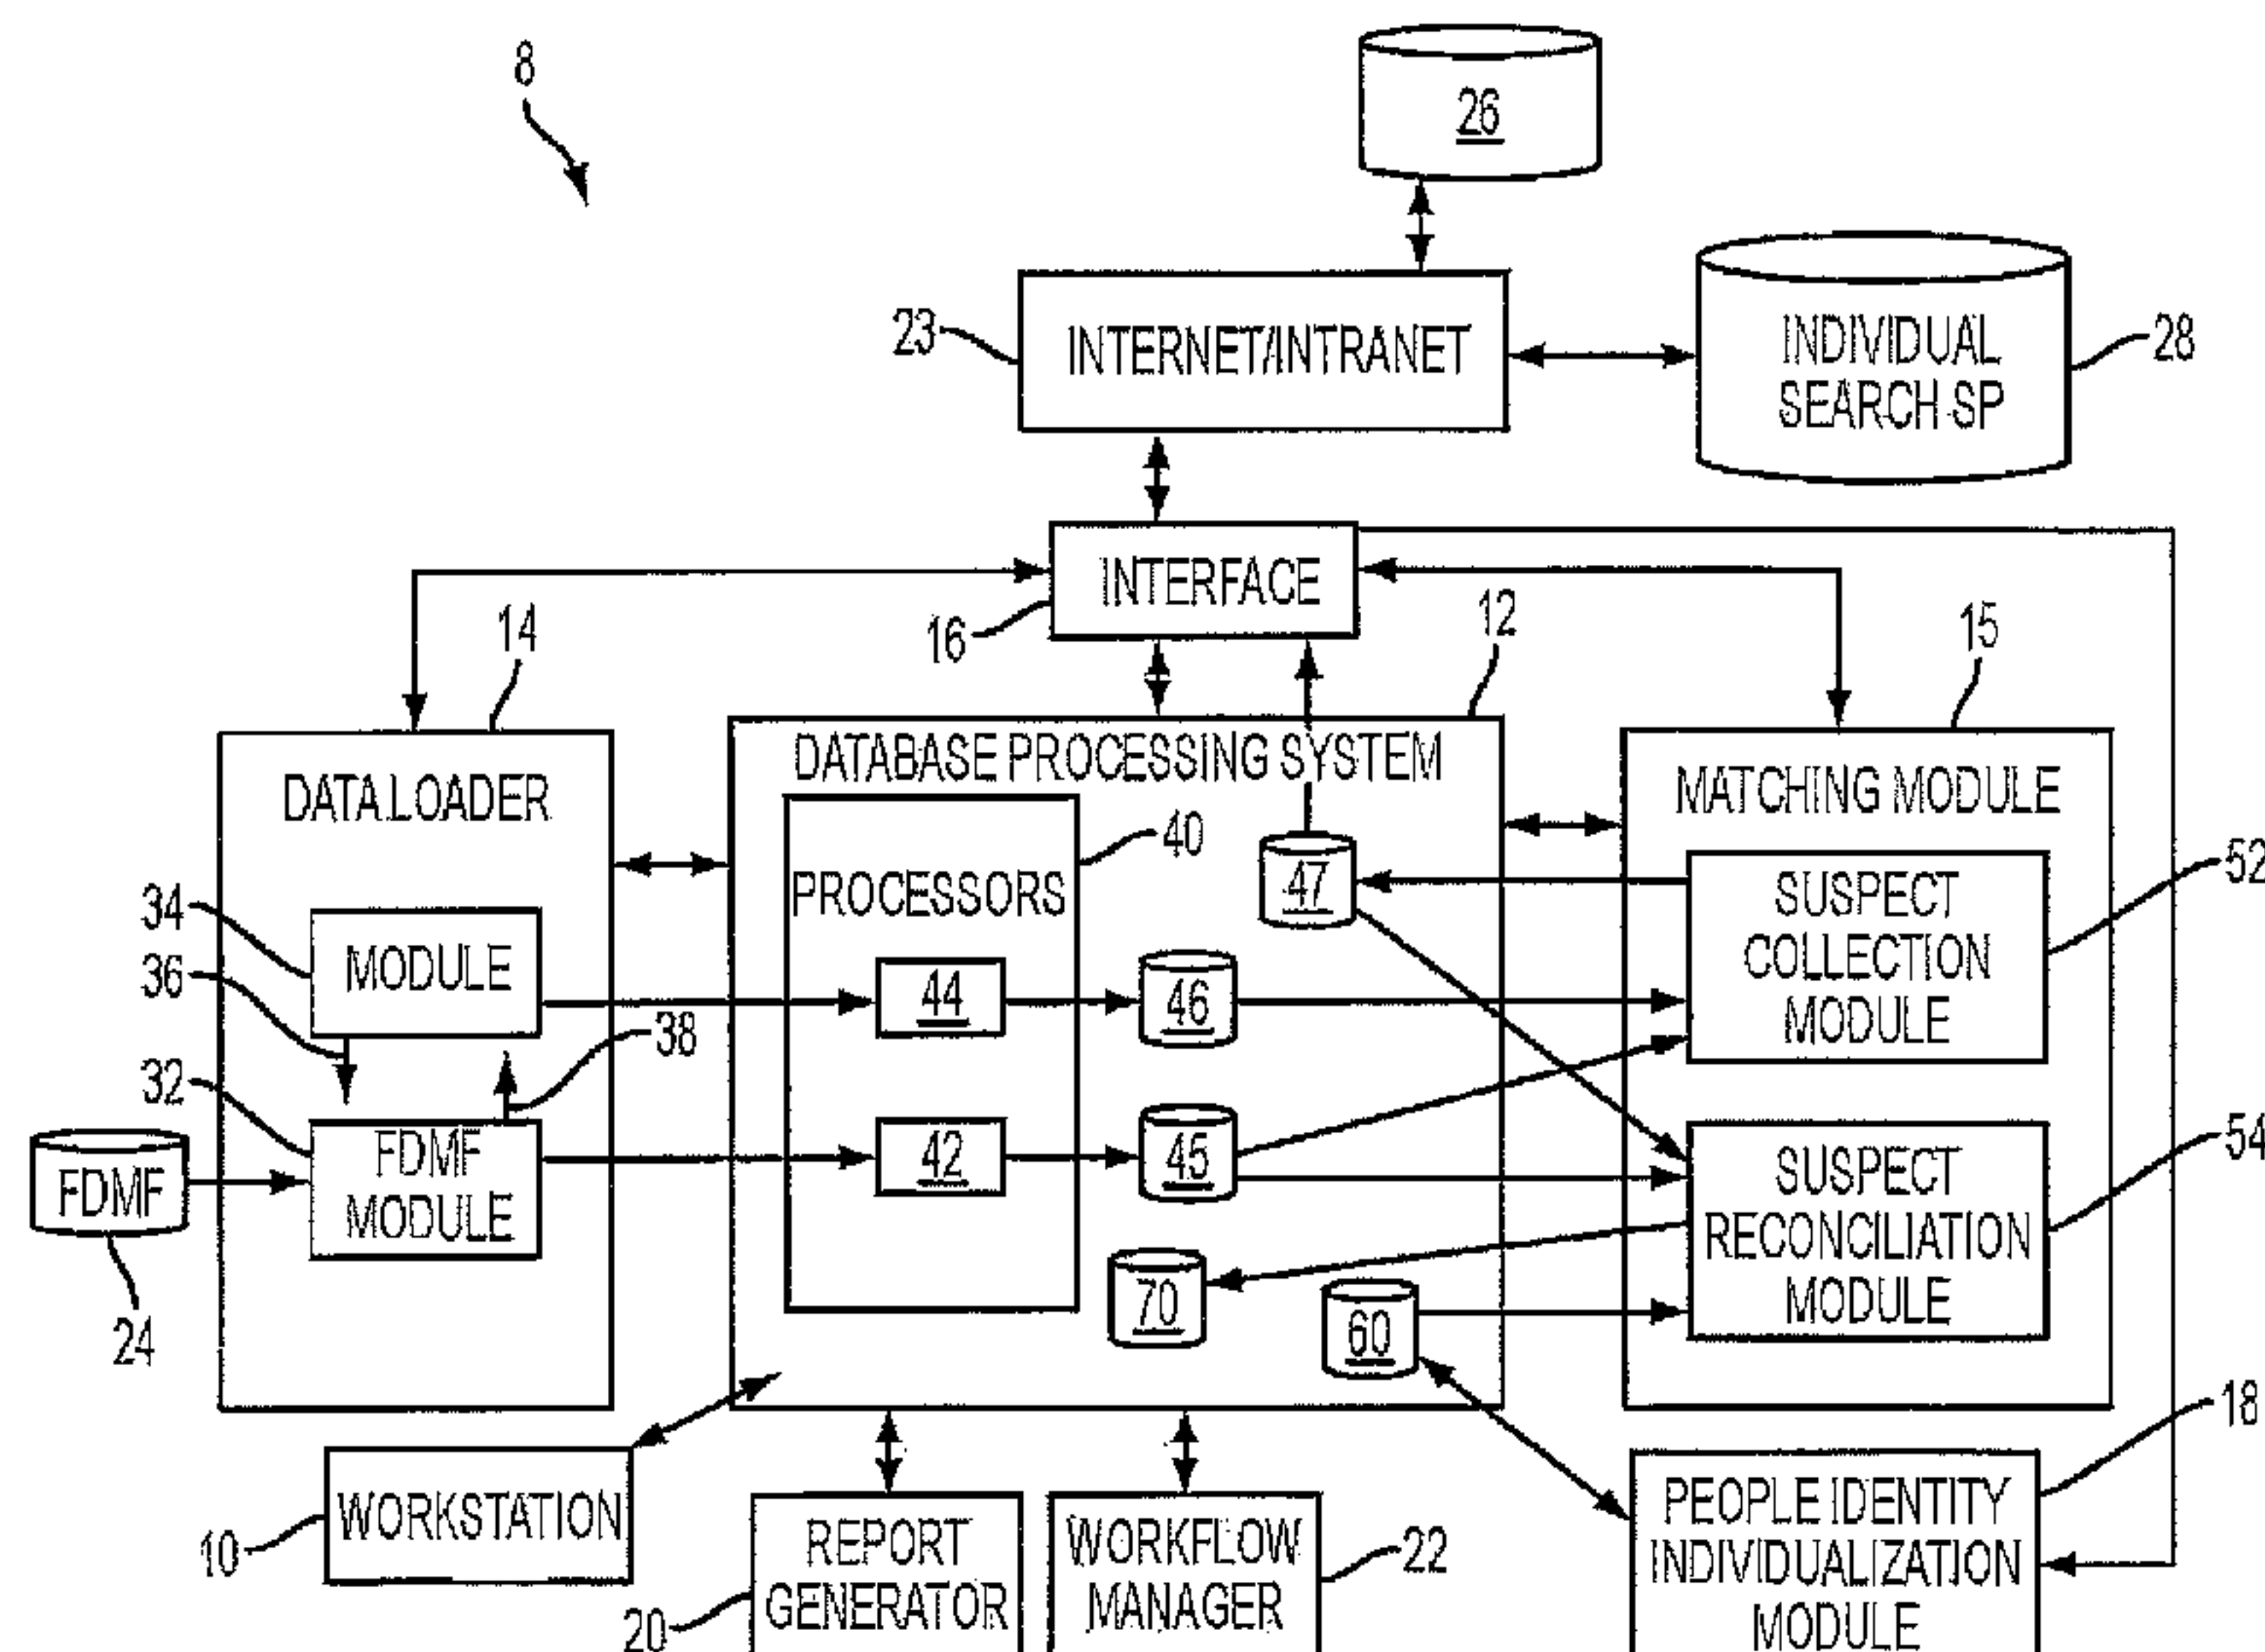 8
26
23
INTERNET/INTRANET
INDIVIDUAL
SEARCH SP
28
INTERFACE
16
14
12
15
DATA LOADER
DATABASE PROCESSING SYSTEM
MATCHING MODULE
40
PROCESSORS
47
52
34
MODULE
SUSPECT
COLLECTION
MODULE
36
44
46
38
32
FDMF
MODULE
42
45
54
FDMF
24
SUSPECT
RECONCILIATION
MODULE
70
60
18
WORKSTATION
10
REPORT
GENERATOR
20
WORKFLOW
MANAGER
22
PEOPLE IDENTITY
INDIVIDUALIZATION
MODULE